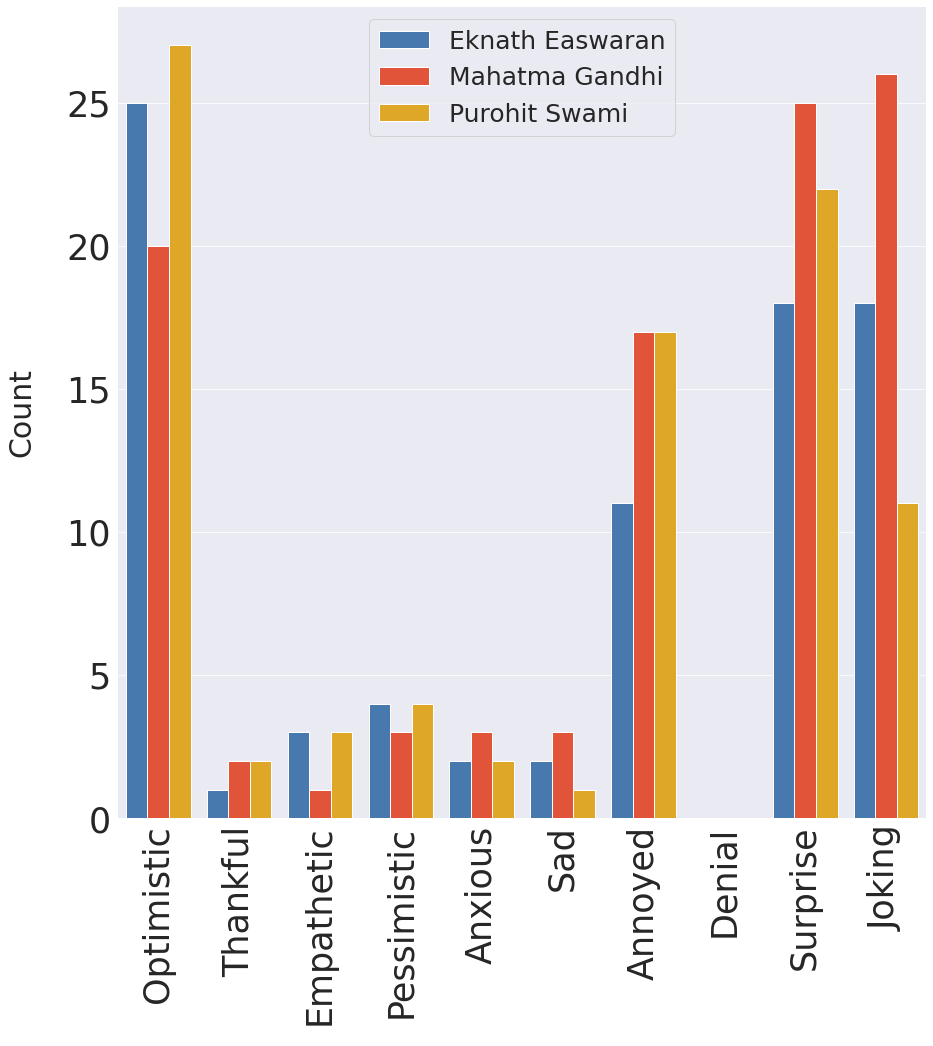 Eknath Easwaran
Mahatma Gandhi
Purohit Swami
Count
25
20
15
10
5
0
Optimistic
Thankful
Empathetic
Pessimistic
Anxious
Sad
Annoyed
Denial
Surprise
Joking